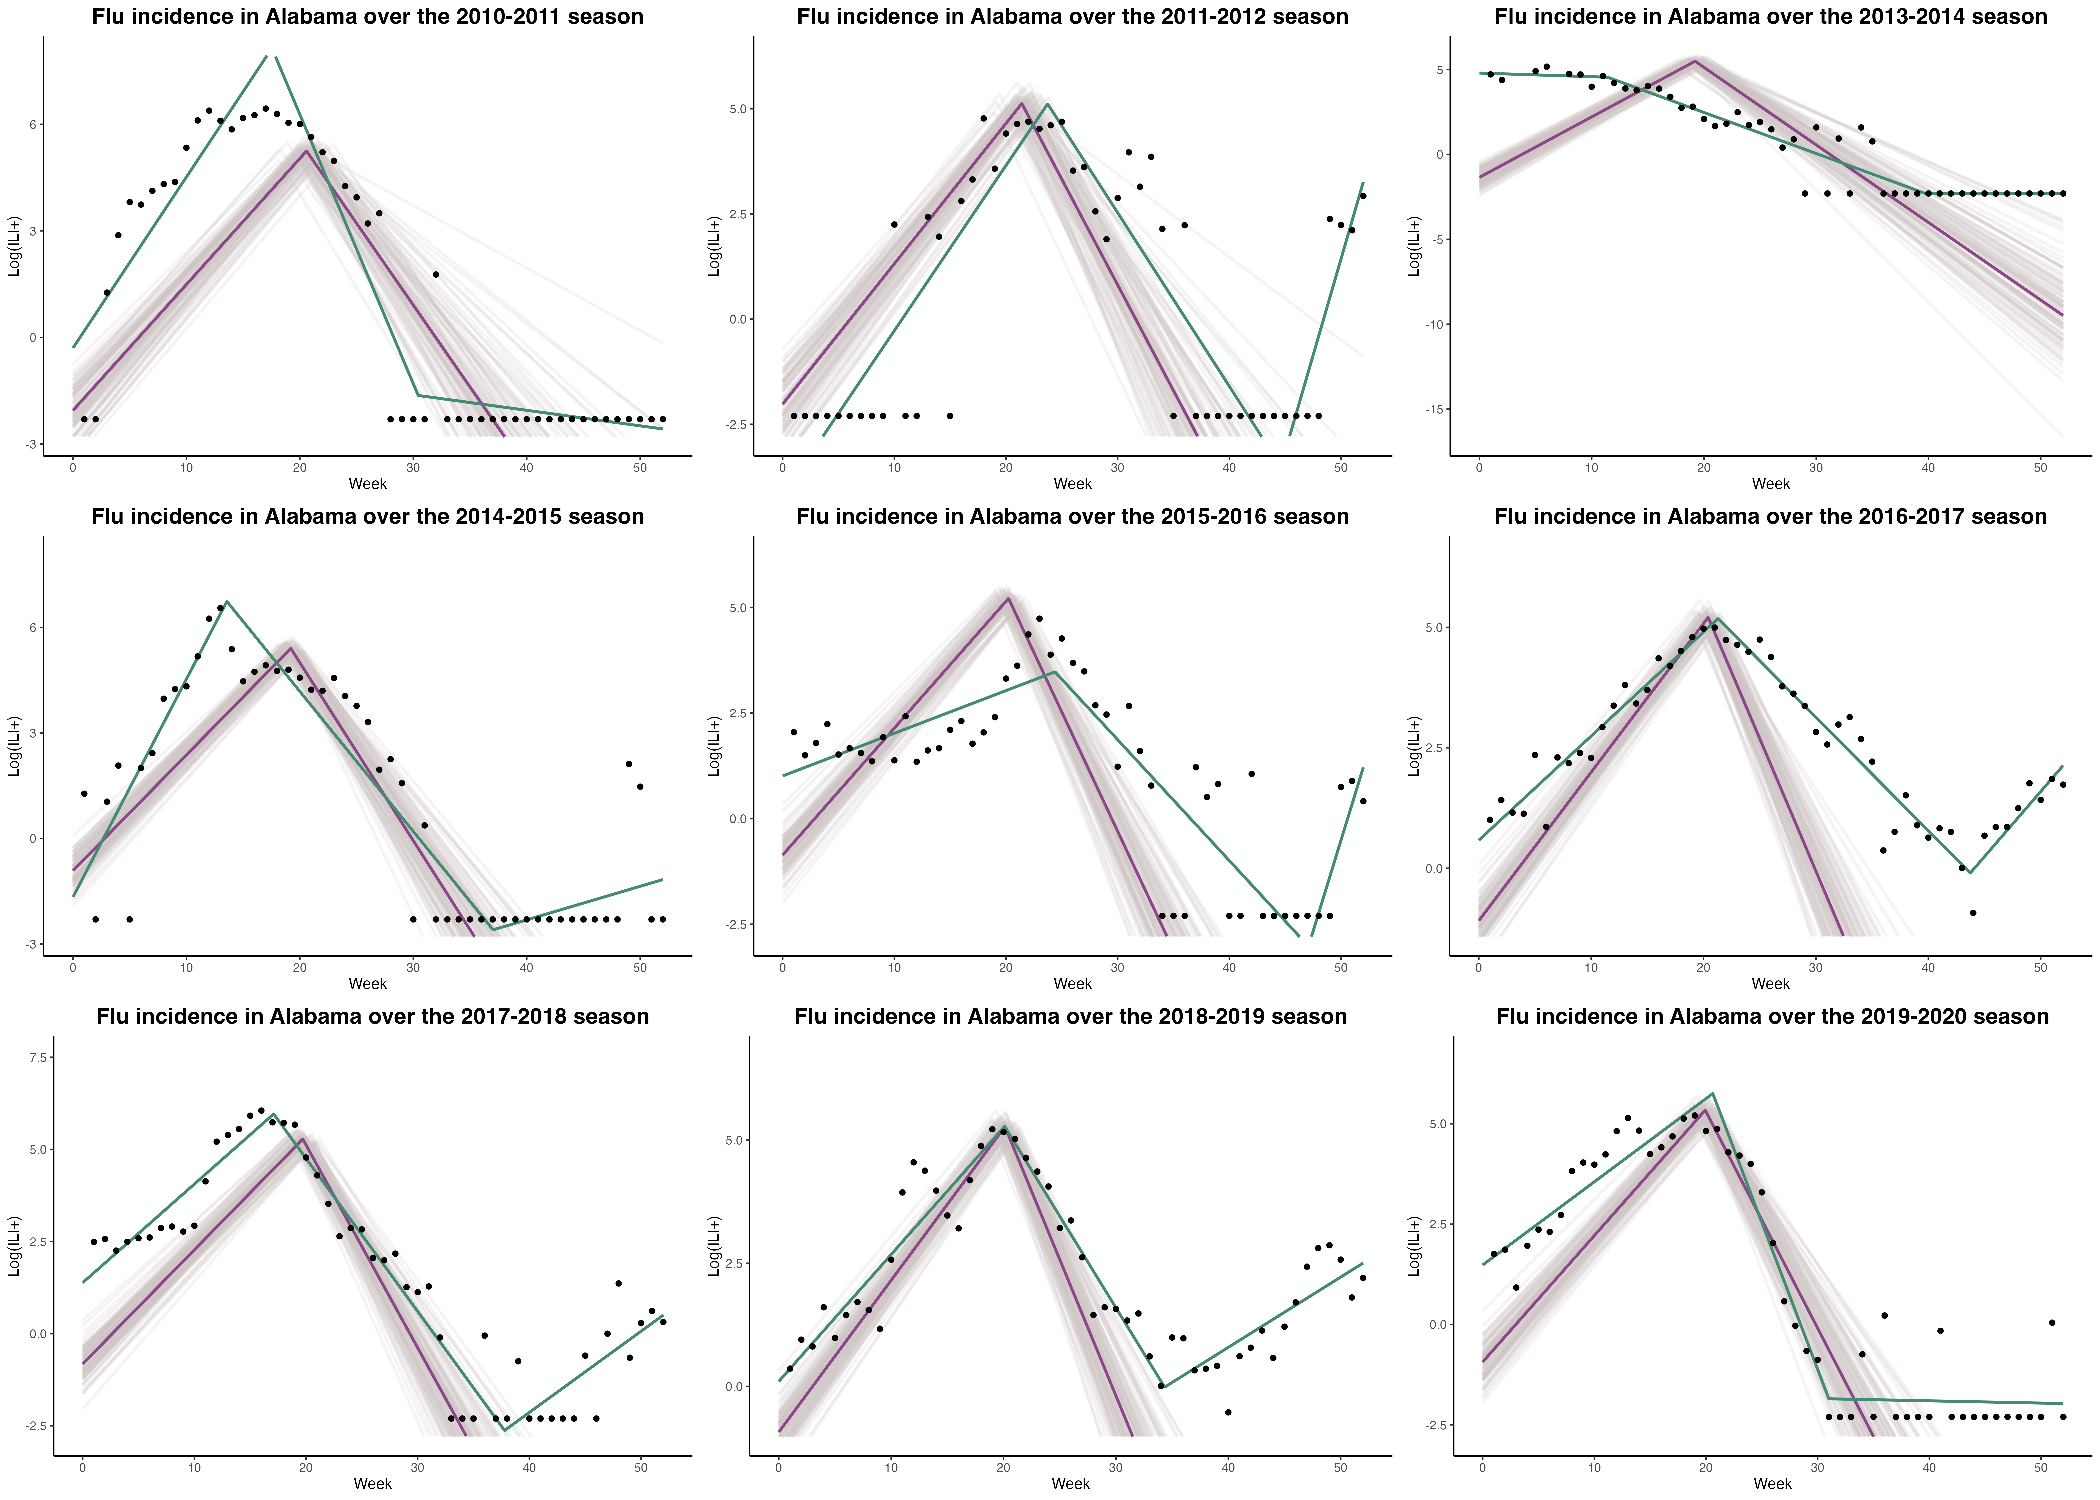 Flu incidence in Alabama over the 2010-2011 season
Log(ILI+)
6
3
0
-3
0 10 20 30 40 50
Week
Flu incidence in Alabama over the 2011-2012 season
Log(ILI+)
5.0
2.5
0.0
-2.5
0 10 20 30 40 50
Week
Flu incidence in Alabama over the 2013-2014 season
Log(ILI+)
5
0
-5
-10
-15
0 10 20 30 40 50
Week
Flu incidence in Alabama over the 2014-2015 season
Log(ILI+)
6
3
0
-3
0 10 20 30 40 50
Week
Flu incidence in Alabama over the 2015-2016 season
Log(ILI+)
5.0
2.5
0.0
-2.5
0 10 20 30 40 50
Week
Flu incidence in Alabama over the 2016-2017 season
Log(ILI+)
5.0
2.5
0.0
0 10 20 30 40 50
Week
Flu incidence in Alabama over the 2017-2018 season
Log(ILI+)
7.5
5.0
2.5
0.0
-2.5
0 10 20 30 40 50
Week
Flu incidence in Alabama over the 2018-2019 season
Log(ILI+)
5.0
2.5
0.0
0 10 20 30 40 50
Week
Flu incidence in Alabama over the 2019-2020 season
Log(ILI+)
5.0
2.5
0.0
-2.5
0 10 20 30 40 50
Week